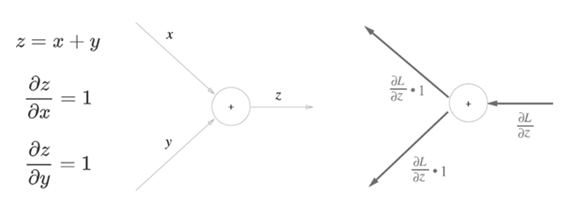 z = x + y
∂z/∂x = 1
∂z/∂y = 1
x
y
+
z
∂L/∂z • 1
+
∂L/∂z
∂L/∂z • 1